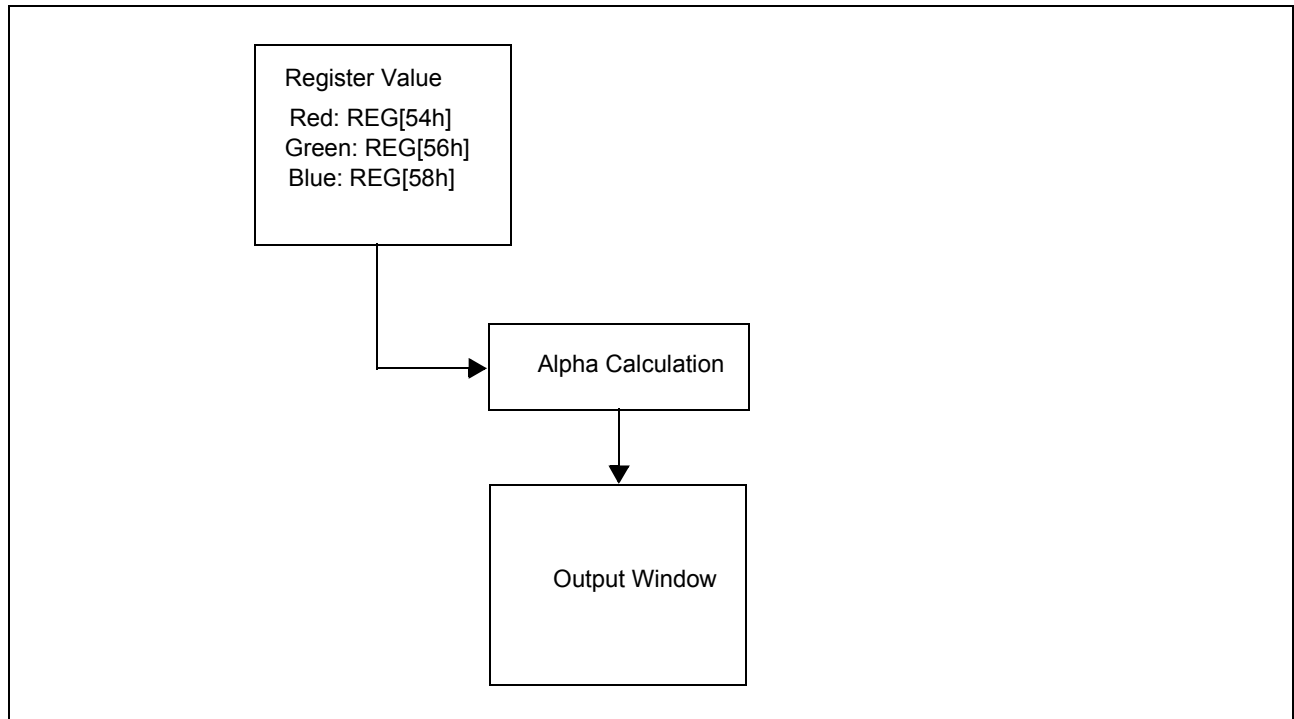 Register Value
Red: REG[54h]
Green: REG[56h]
Blue: REG[58h]
Alpha Calculation
Output Window